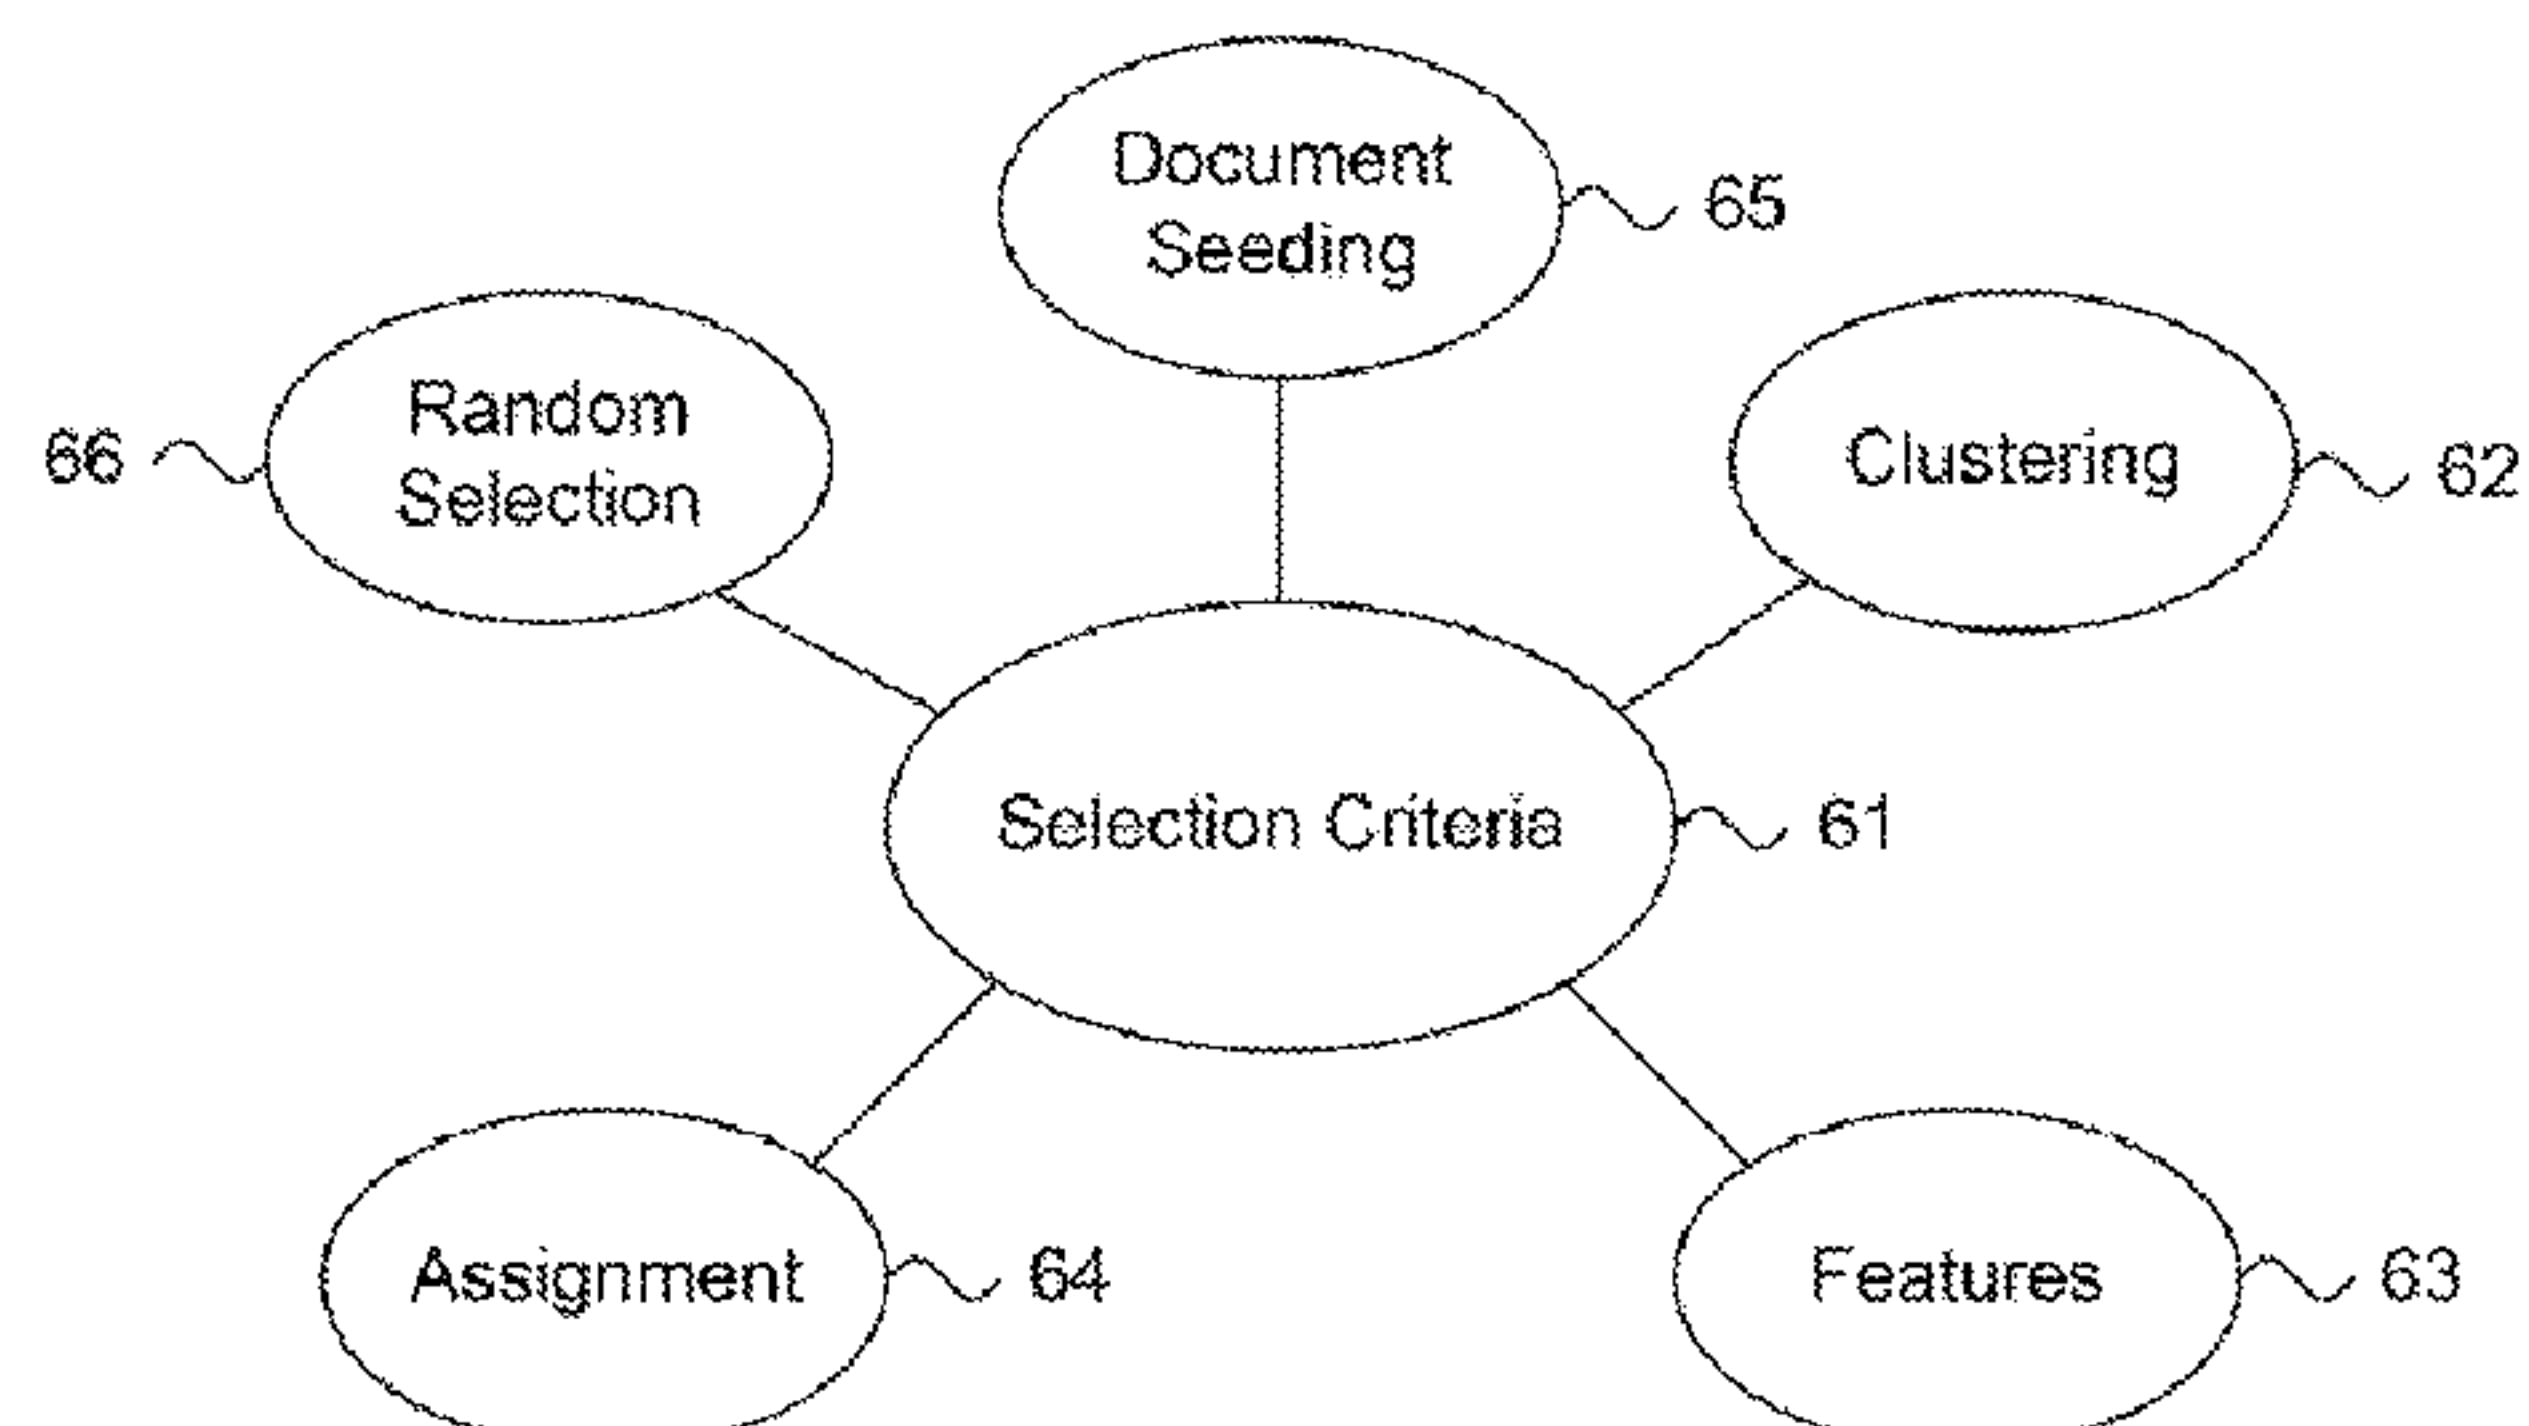 Document
Seeding
65
Random
Selection
66
Clustering
62
Selection Criteria
61
Assignment
64
Features
63